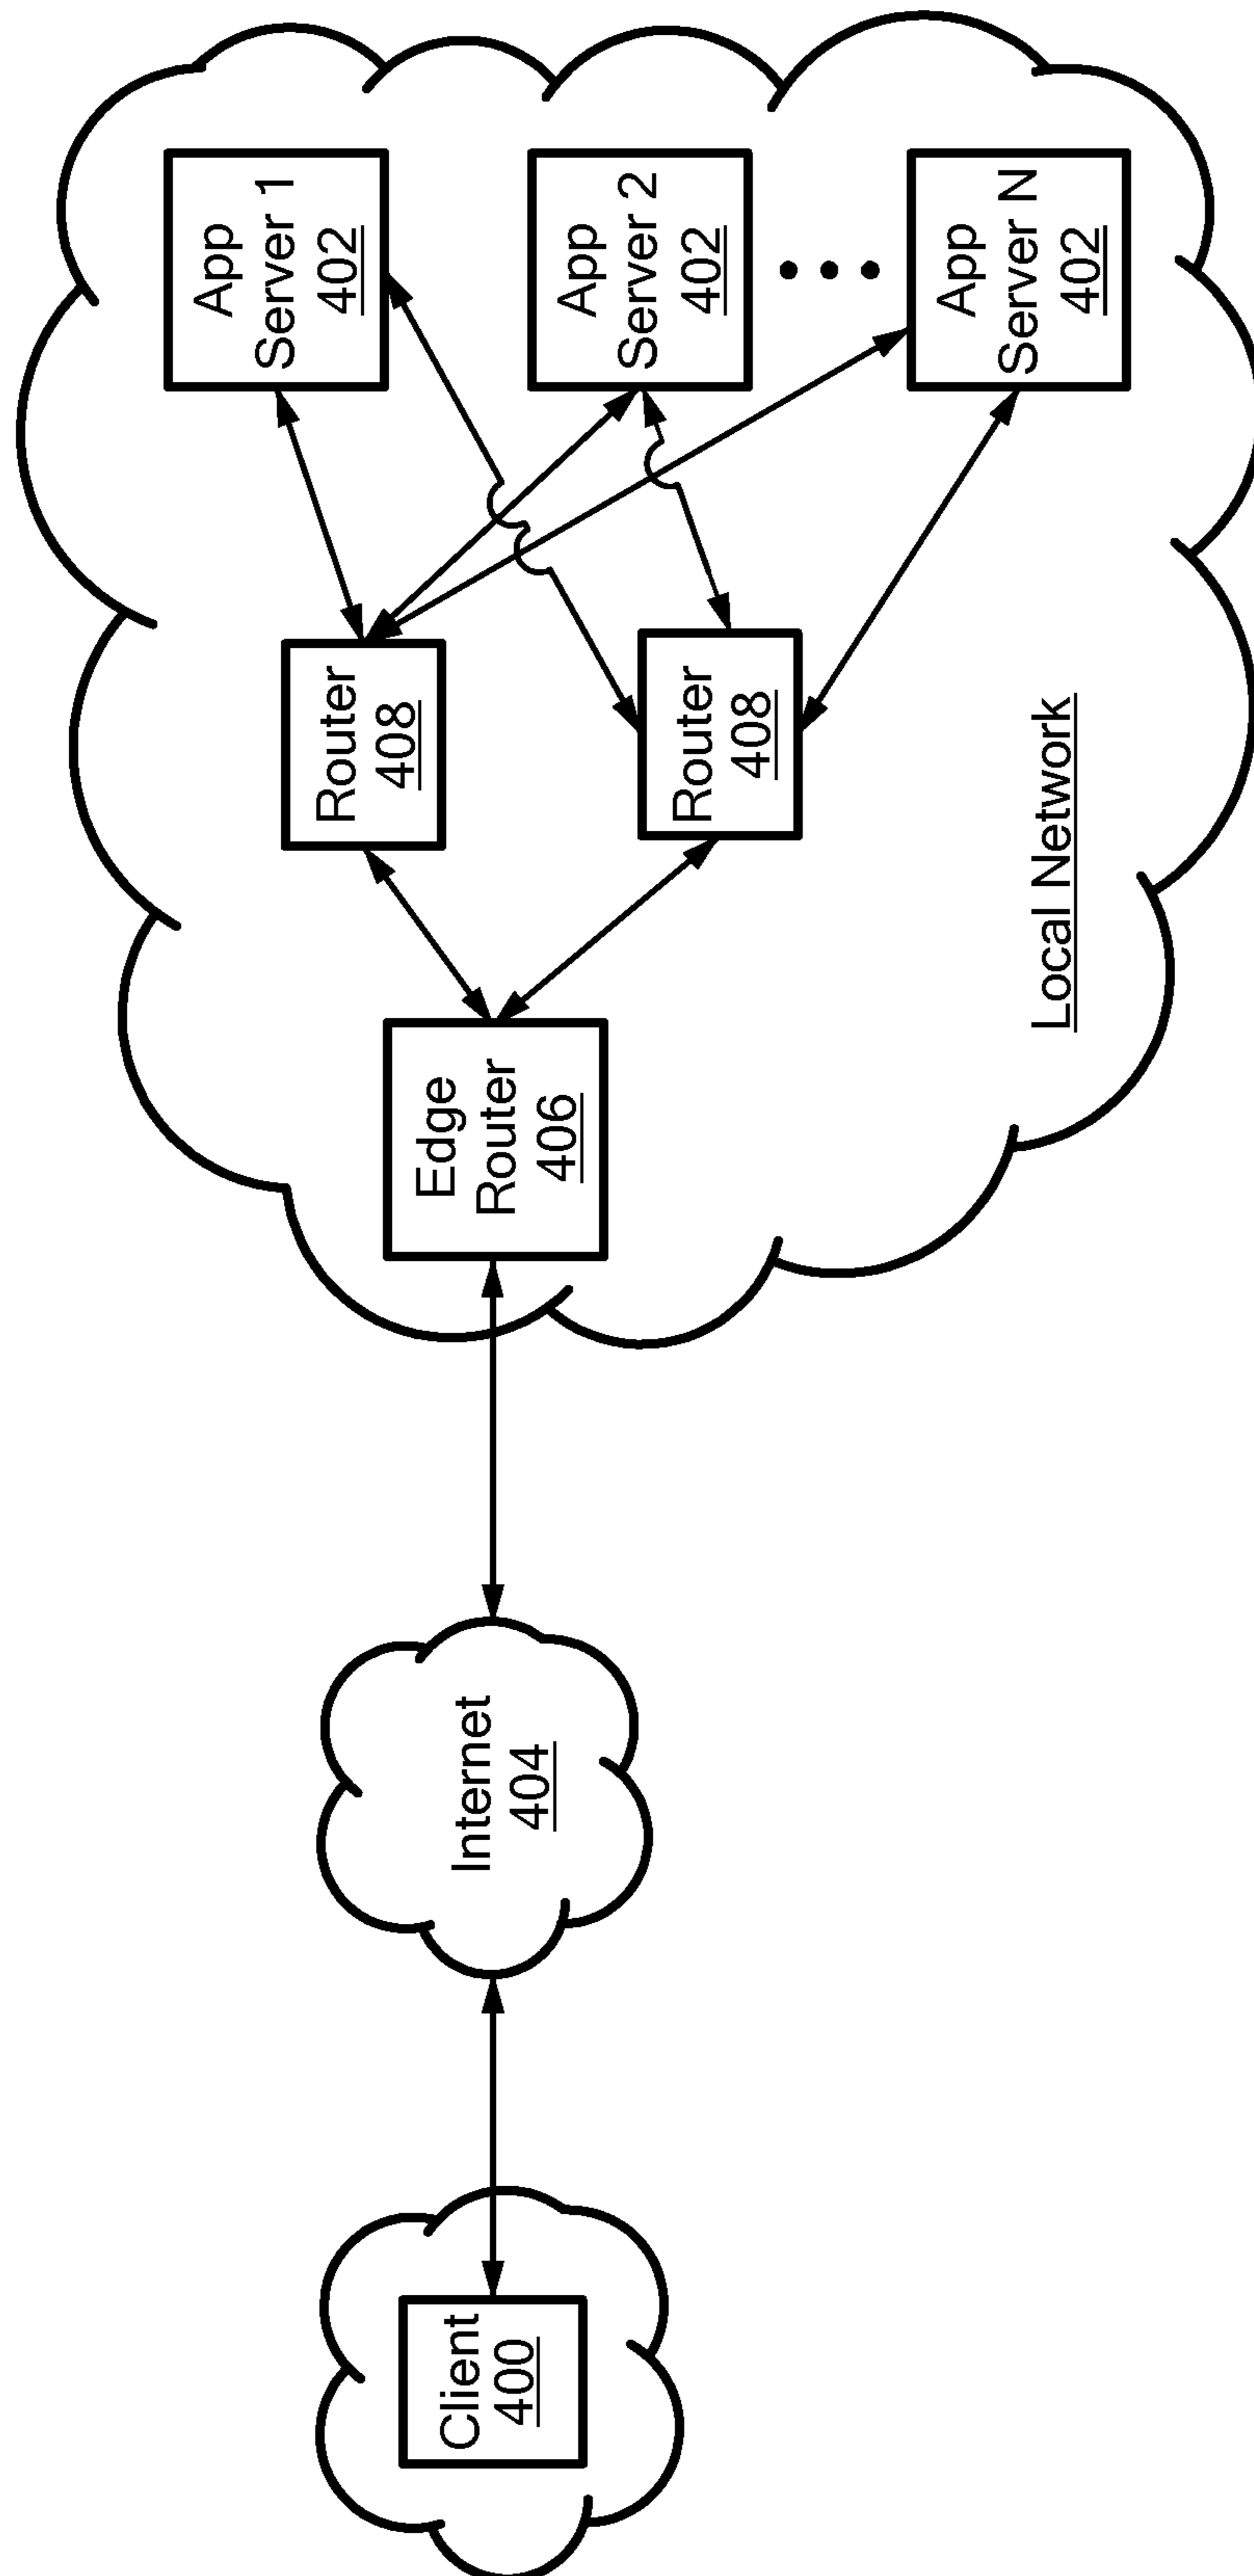 Client
400
Internet
404
Edge
Router
406
Router
408
Router
408
App
Server 1
402
App
Server 2
402
App
Server N
402
Local Network